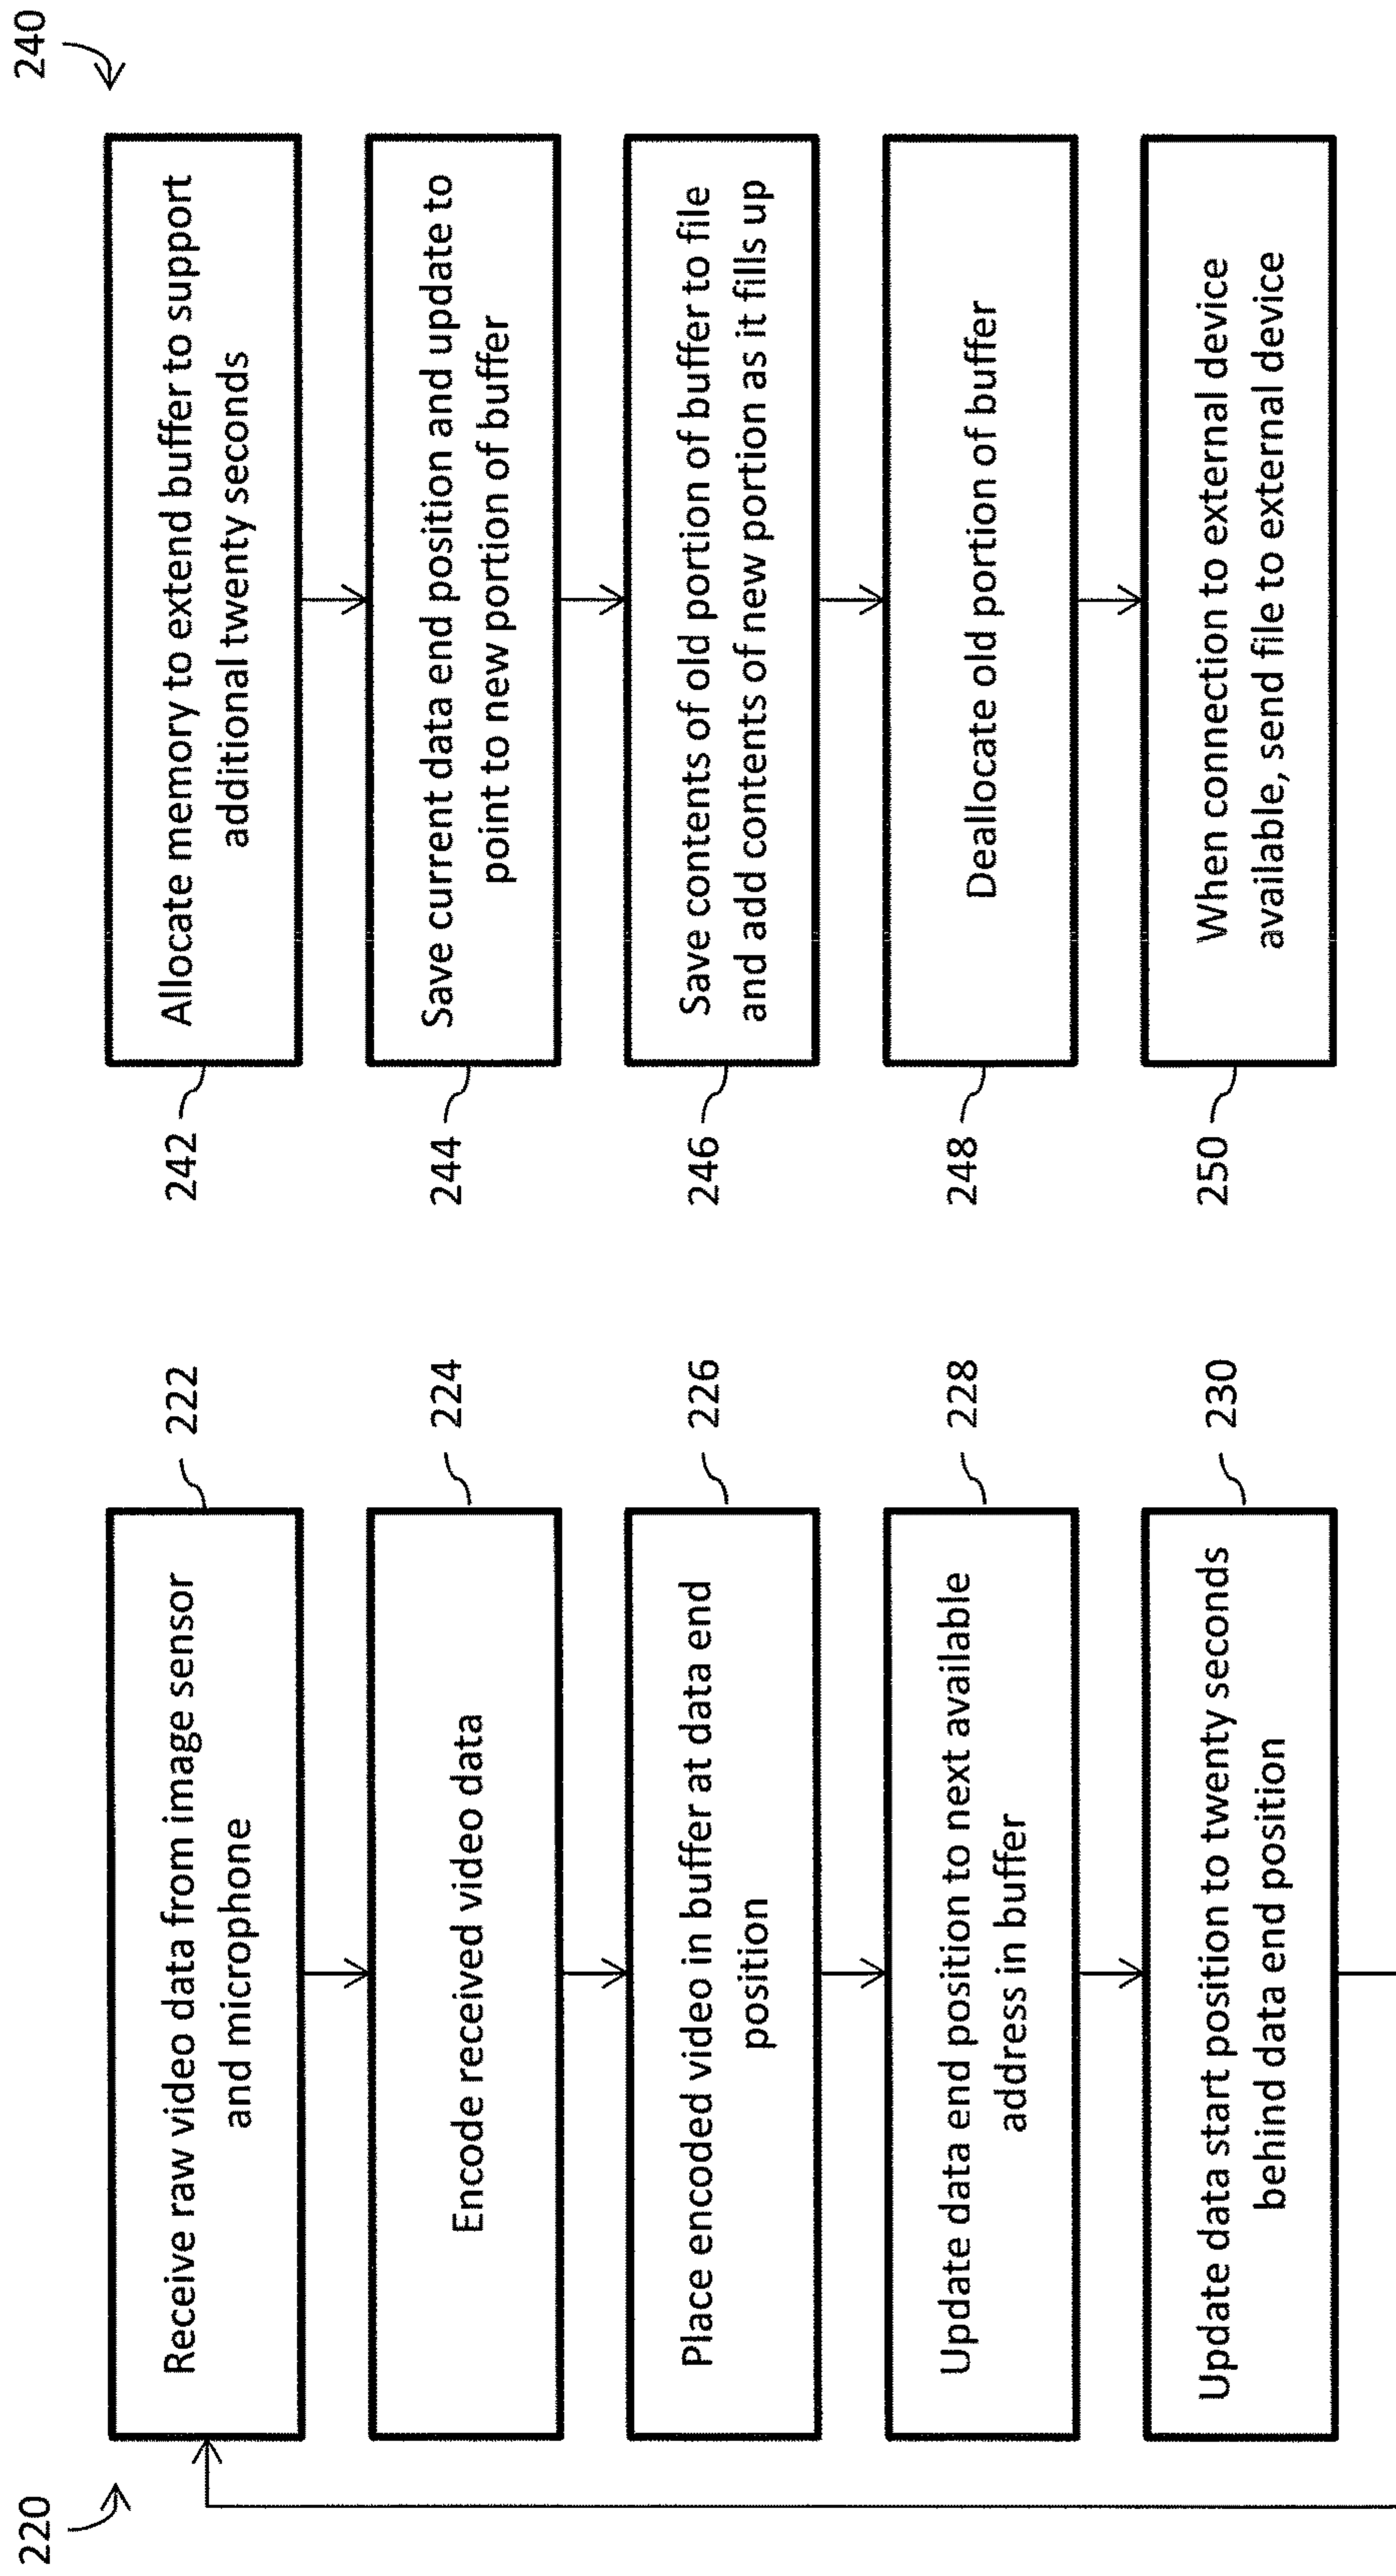 220
Receive raw video data from image sensor
and microphone
222
Encode received video data
224
Place encoded video in buffer at data end
position
226
Update data end position to next available
address in buffer
228
Update data start position to twenty seconds
behind data end position
230
240
Allocate memory to extend buffer to support
additional twenty seconds
242
Save current data end position and update to
point to new portion of buffer
244
Save contents of old portion of buffer to file
and add contents of new portion as it fills up
246
Deallocate old portion of buffer
248
When connection to external device
available, send file to external device
250